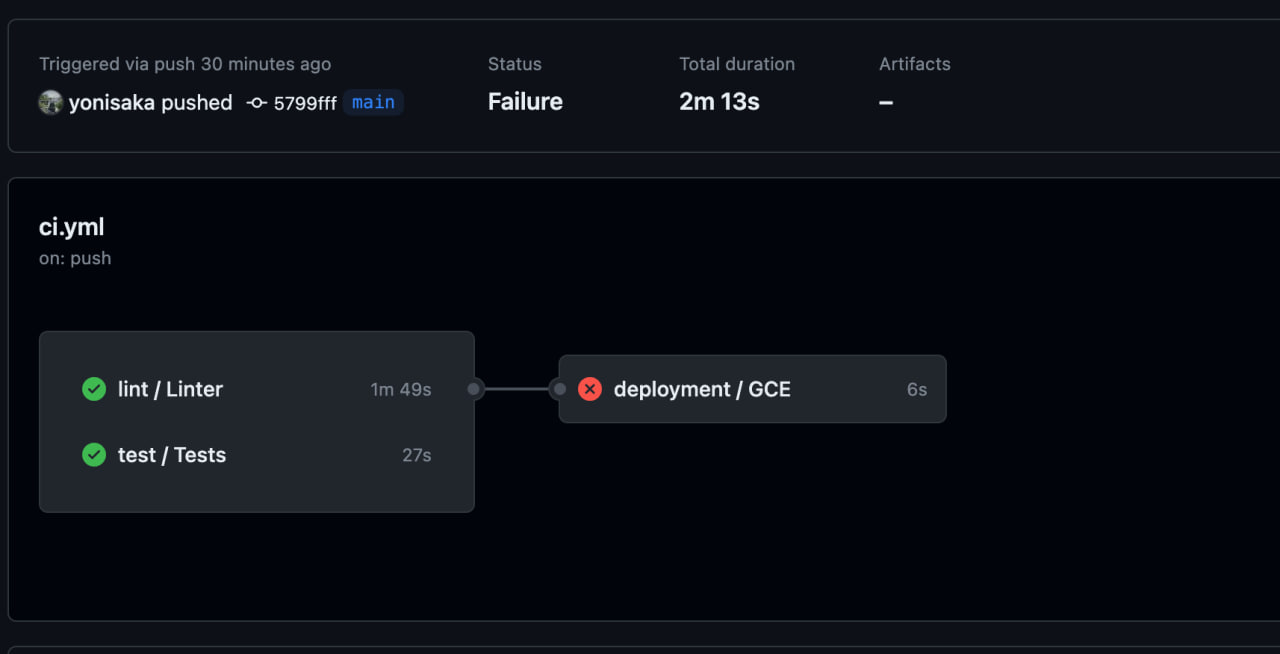 Triggered via push 30 minutes ago
yonisaka pushed 5799fff main
Status
Failure
Total duration
2m 13s
Artifacts
–
ci.yml
on: push
lint / Linter 1m 49s
test / Tests 27s
deployment / GCE 6s